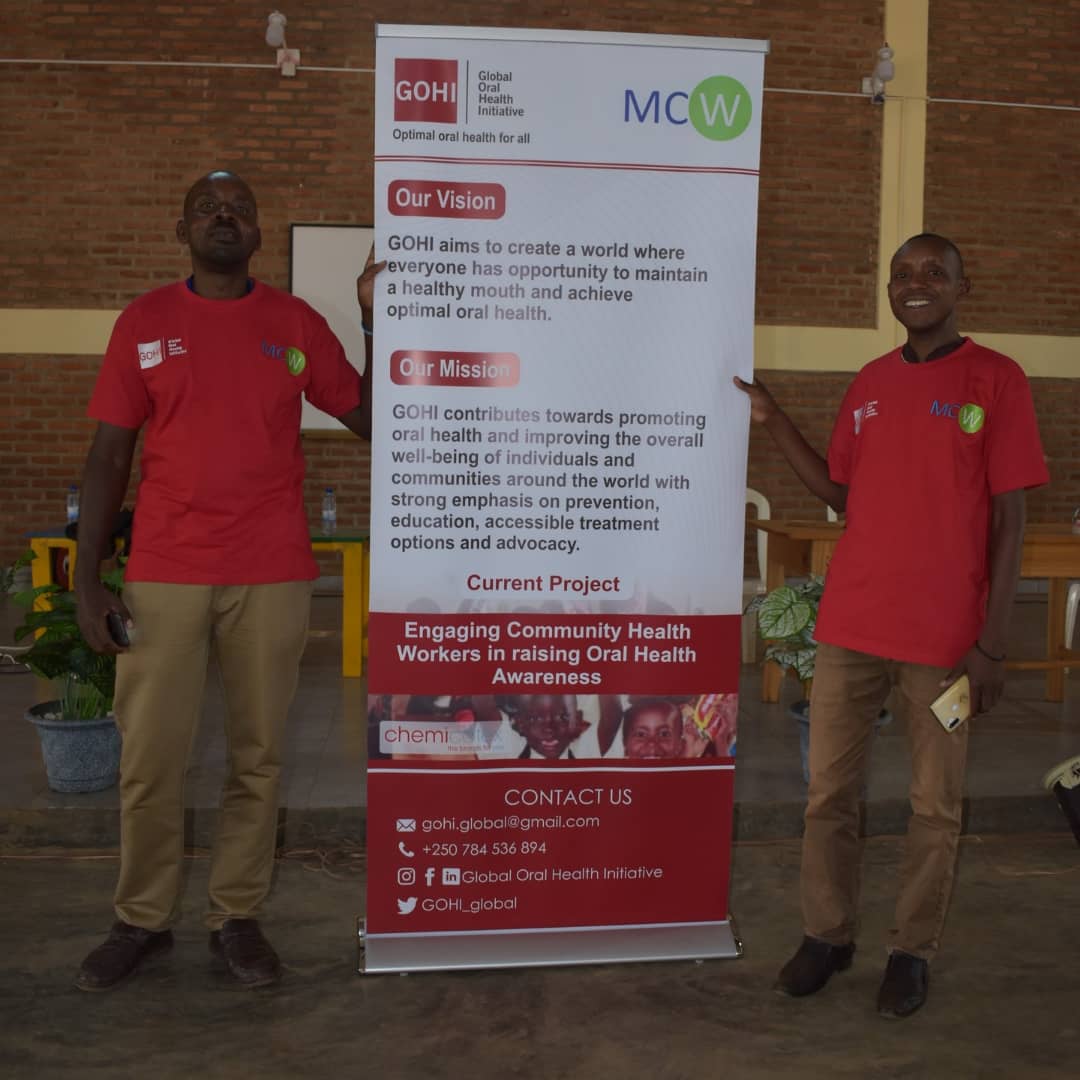 GOHI
Global
Oral
Health
Initiative
Optimal oral health for all
MCW
Our Vision
GOHI aims to create a world where
everyone has opportunity to maintain
a healthy mouth and achieve
optimal oral health.
Our Mission
GOHI contributes towards promoting
oral health and improving the overall
well-being of individuals and
communities around the world with
strong emphasis on prevention,
education, accessible treatment
options and advocacy.
Current Project
Engaging Community Health
Workers in raising Oral Health
Awareness
CONTACT US
gohi.global@gmail.com
+250 784 536 894
Global Oral Health Initiative
GOHI_global
GOHI
MCW
MCW